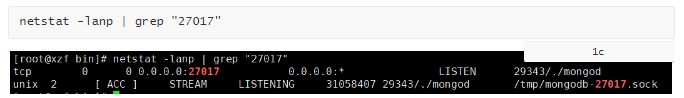 netstat -lanp | grep "27017"
1c
[root@xzf bin]# netstat -lanp | grep "27017"
tcp 0 0 0.0.0.0:27017 0.0.0.0:* LISTEN 29343/./mongod
unix 2 [ ACC ] STREAM LISTENING 31058407 29343/./mongod /tmp/mongodb-27017.sock